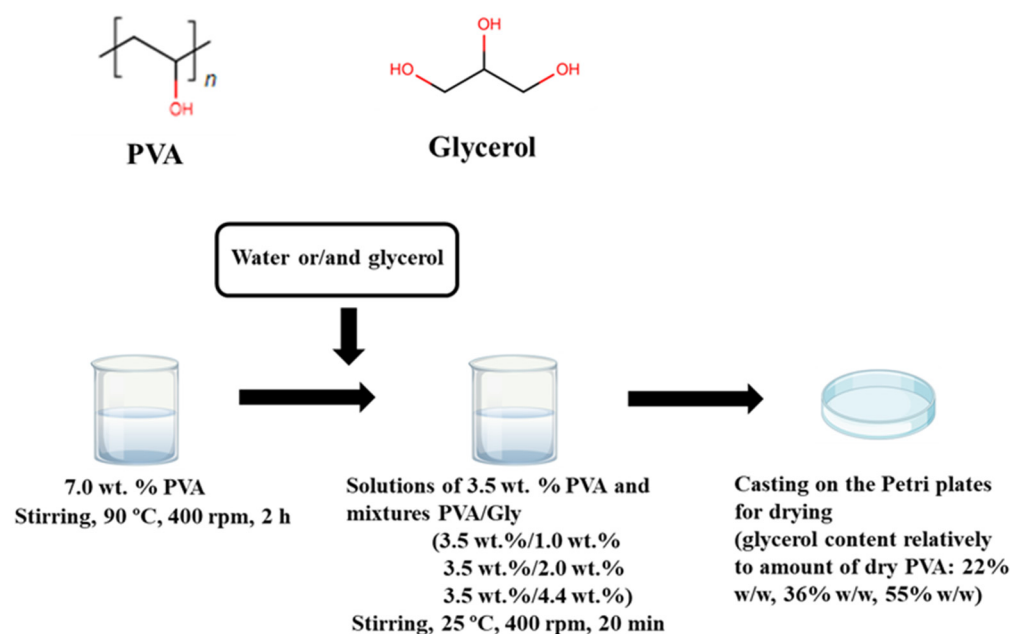 OH
n
PVA
OH
HO
OH
Glycerol
Water or/and glycerol
7.0 wt. % PVA
Stirring, 90 ºC, 400 rpm, 2 h
Solutions of 3.5 wt. % PVA and
mixtures PVA/Gly
(3.5 wt.%/1.0 wt.%
3.5 wt.%/2.0 wt.%
3.5 wt.%/4.4 wt.%)
Stirring, 25 ºC, 400 rpm, 20 min
Casting on the Petri plates
for drying
(glycerol content relatively
to amount of dry PVA: 22%
w/w, 36% w/w, 55% w/w)